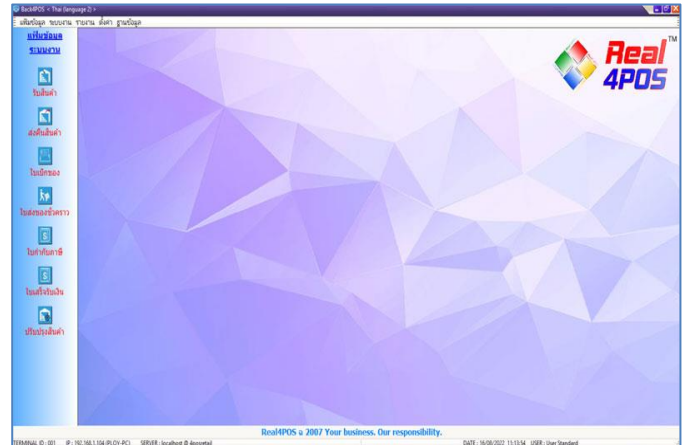 Back4POS < Thai (language 2) >
แฟ้มข้อมูล ระบบงาน รายงาน ตั้งค่า ฐานข้อมูล
แฟ้มข้อมูล
ระบบงาน
รับสินค้า
ส่งคืนสินค้า
ใบเบิกของ
ใบส่งของชั่วคราว
ใบกำกับภาษี
ใบเสร็จรับเงิน
ปรับปรุงสินค้า
Real TM
4POS
Real4POS ๒ 2007 Your business. Our responsibility.
TERMINAL ID : 001 IP : 192.168.1.104 (PLOY-PC) SERVER : localhost @ Aposretail DATE : 16/08/2022 13:13:54 USER : User Standard